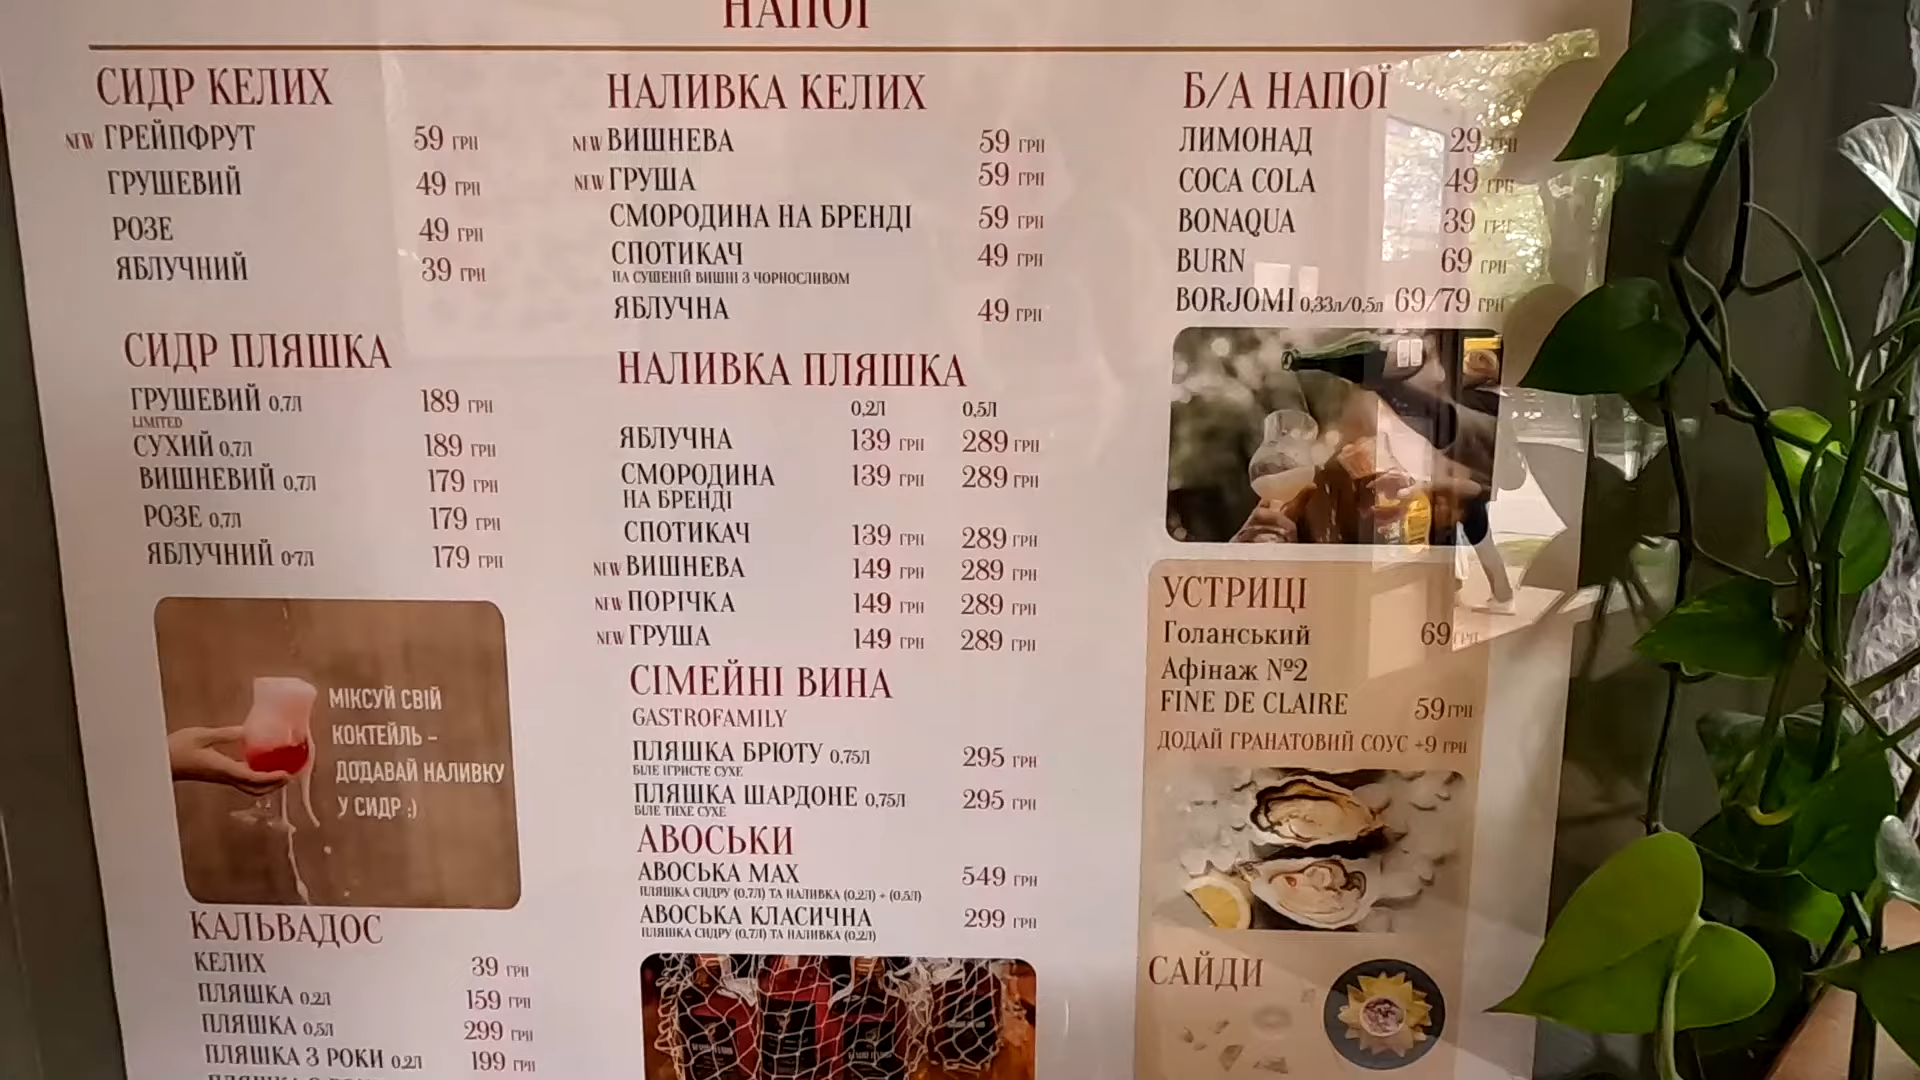 НАПОЇ
СИДР КЕЛИХ
NEW ГРЕЙПФРУТ 59 ГРН
ГРУШЕВИЙ 49 ГРН
РОЗЕ 49 ГРН
ЯБЛУЧНИЙ 39 ГРН
СИДР ПЛЯШКА
ГРУШЕВИЙ 0,7Л 189 ГРН
LIMITED
СУХИЙ 0,7Л 189 ГРН
ВИШНЕВИЙ 0,7Л 179 ГРН
РОЗЕ 0,7Л 179 ГРН
ЯБЛУЧНИЙ 0,7Л 179 ГРН
МІКСУЙ СВІЙ
КОКТЕЙЛЬ –
ДОДАВАЙ НАЛИВКУ
У СИДР :)
КАЛЬВАДОС
КЕЛИХ 39 ГРН
ПЛЯШКА 0,2Л 159 ГРН
ПЛЯШКА 0,5Л 299 ГРН
ПЛЯШКА 3 РОКИ 0,2Л 199 ГРН
НАЛИВКА КЕЛИХ
NEW ВИШНЕВА 59 ГРН
NEW ГРУША 59 ГРН
СМОРОДИНА НА БРЕНДІ 59 ГРН
СПОТИКАЧ 49 ГРН
НА СУШЕНІЙ ВИШНІ З ЧОРНОСЛИВОМ
ЯБЛУЧНА 49 ГРН
НАЛИВКА ПЛЯШКА
0,2Л 0,5Л
ЯБЛУЧНА 139 ГРН 289 ГРН
СМОРОДИНА 139 ГРН 289 ГРН
НА БРЕНДІ
СПОТИКАЧ 139 ГРН 289 ГРН
NEW ВИШНЕВА 149 ГРН 289 ГРН
NEW ПОРІЧКА 149 ГРН 289 ГРН
NEW ГРУША 149 ГРН 289 ГРН
СІМЕЙНІ ВИНА
GASTROFAMILY
ПЛЯШКА БРЮТУ 0,75Л 295 ГРН
БІЛЕ ІГРИСТЕ СУХЕ
ПЛЯШКА ШАРДОНЕ 0,75Л 295 ГРН
БІЛЕ ТИХЕ СУХЕ
АВОСЬКИ
АВОСЬКА МАХ 549 ГРН
ПЛЯШКА СИДРУ (0,7Л) ТА НАЛИВКА (0,2Л) + (0,5Л)
АВОСЬКА КЛАСИЧНА 299 ГРН
ПЛЯШКА СИДРУ (0,7Л) ТА НАЛИВКА (0,2Л)
Б/А НАПОЇ
ЛИМОНАД 29 ГРН
COCA COLA 49 ГРН
BONAQUA 39 ГРН
BURN 69 ГРН
BORJOMI 0,33л/0,5л 69/79 ГРН
УСТРИЦІ
Голанський 69 ГРН
Афінаж №2
FINE DE CLAIRE 59 ГРН
ДОДАЙ ГРАНАТОВИЙ СОУС +9 ГРН
САЙДИ